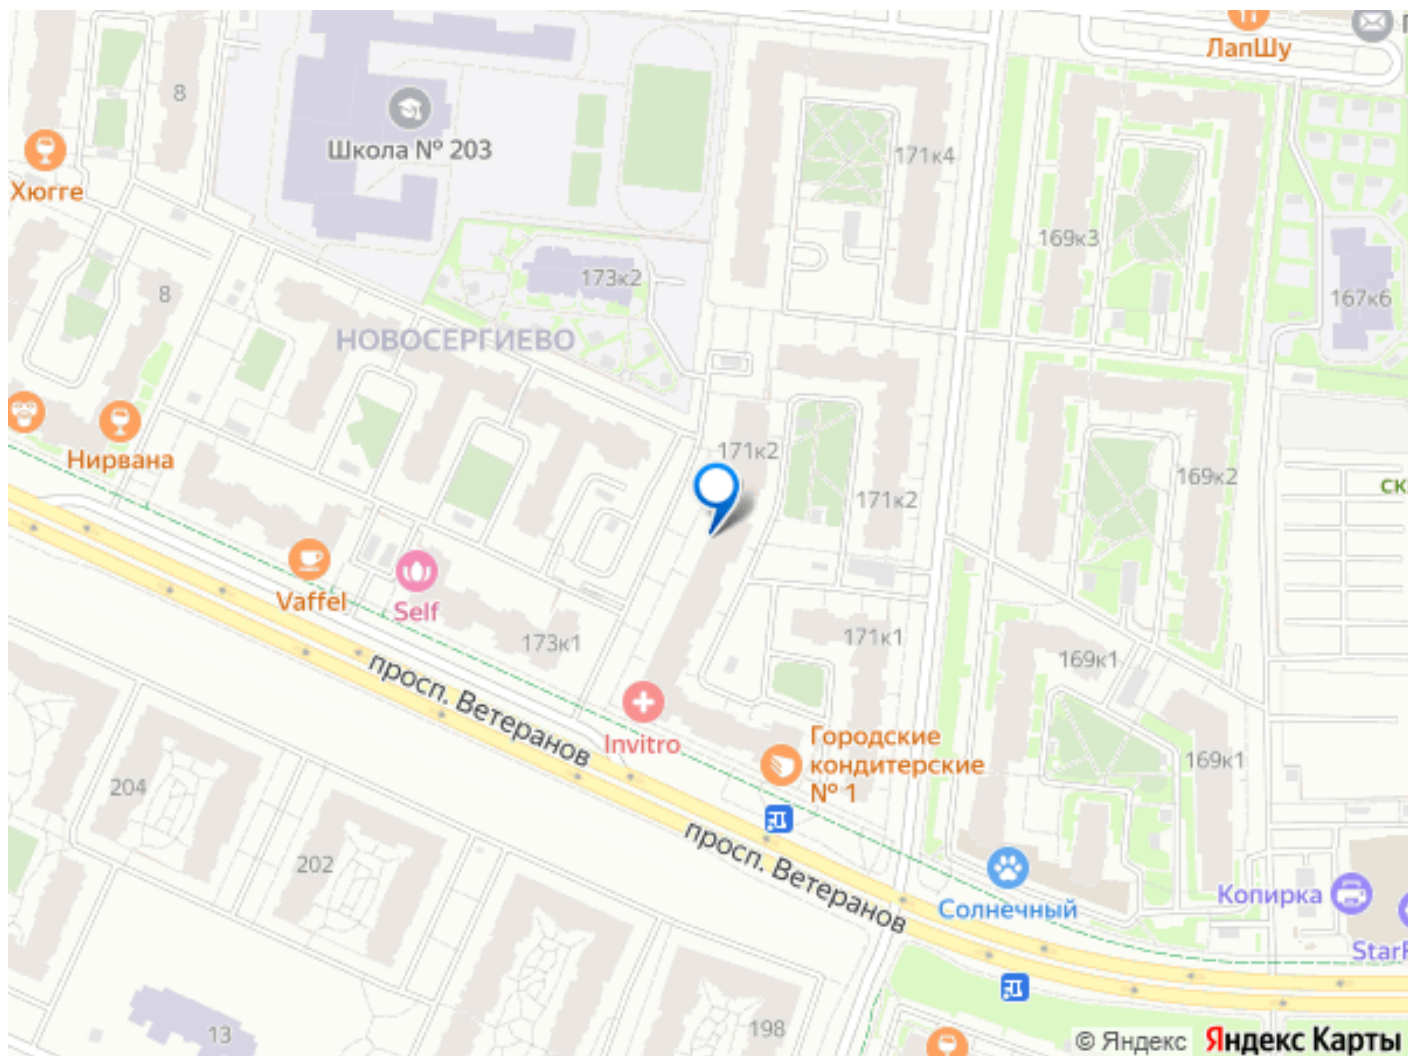 ЛапШу
8
Школа № 203
171к4
Хюгге
169к3
173к2
167к6
8
НОВОСЕРГИЕВО
171к2
Нирвана
169к2
СК
171к2
Vaffel
Self
173к1
171к1
169к1
просп. Ветеранов
Invitro
Городские
кондитерские
№ 1
169к1
204
просп. Ветеранов
202
Копирка
Солнечный
13
198
© Яндекс
Яндекс Карты